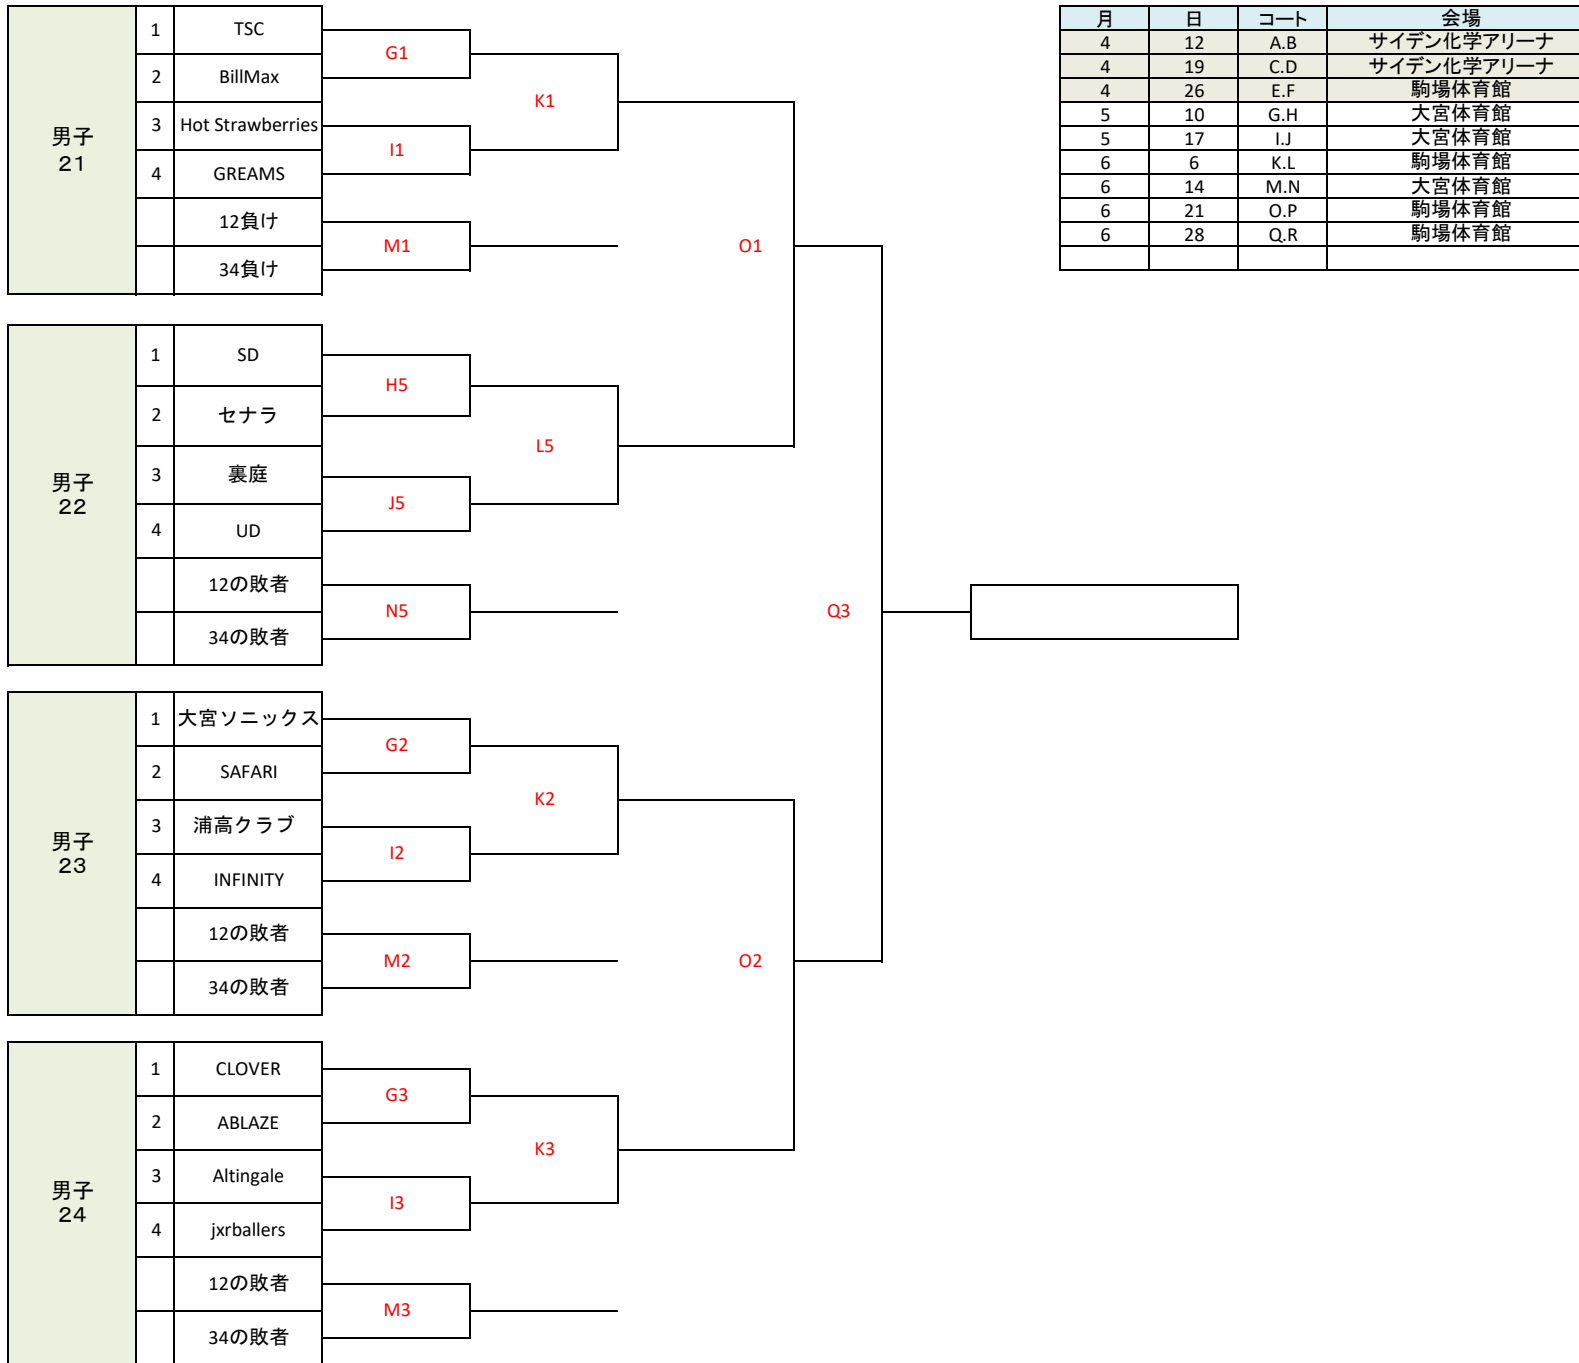 月 日 コート 会場
4 12 A.B サイデン化学アリーナ
4 19 C.D サイデン化学アリーナ
4 26 E.F 駒場体育館
5 10 G.H 大宮体育館
5 17 I.J 大宮体育館
6 6 K.L 駒場体育館
6 14 M.N 大宮体育館
6 21 O.P 駒場体育館
6 28 Q.R 駒場体育館
男子
21
1 TSC
G1
2 BillMax
K1
3 Hot Strawberries
I1
4 GREAMS
12負け
M1
O1
34負け
男子
22
1 SD
H5
2 セナラ
L5
3 裏庭
J5
4 UD
12の敗者
N5
Q3
34の敗者
男子
23
1 大宮ソニックス
G2
2 SAFARI
K2
3 浦高クラブ
I2
4 INFINITY
12の敗者
M2
O2
34の敗者
男子
24
1 CLOVER
G3
2 ABLAZE
K3
3 Altingale
I3
4 jxrballers
12の敗者
M3
34の敗者